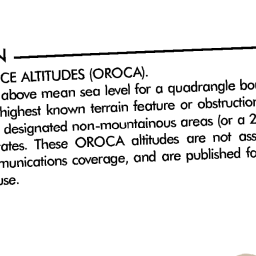 N
CE ALTITUDES (OROCA).
above mean sea level for a quadrangle bo
highest known terrain feature or obstruction
designated non-mountainous areas (or a 2
ates. These OROCA altitudes are not ass
munications coverage, and are published fo
use.